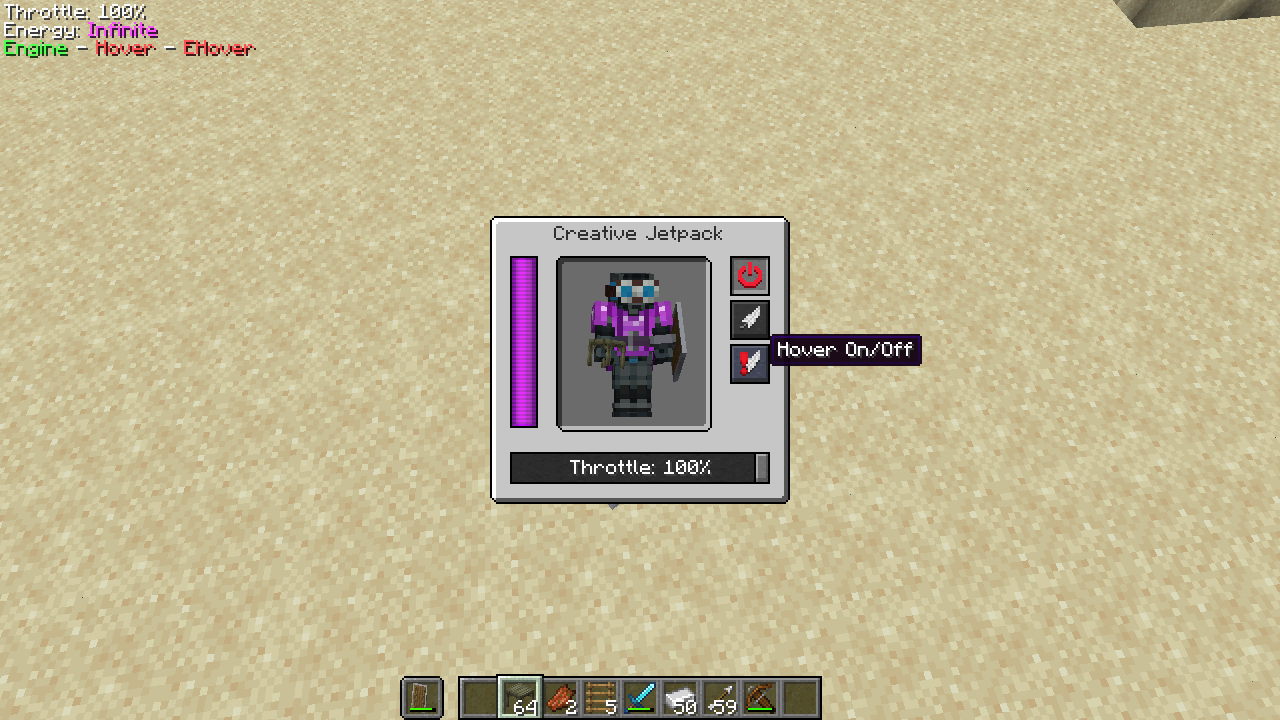 Throttle: 100%
Energy: Infinite
Engine - Hover - EHover
Creative Jetpack
Hover On/Off
Throttle: 100%
64
2
5
50
59